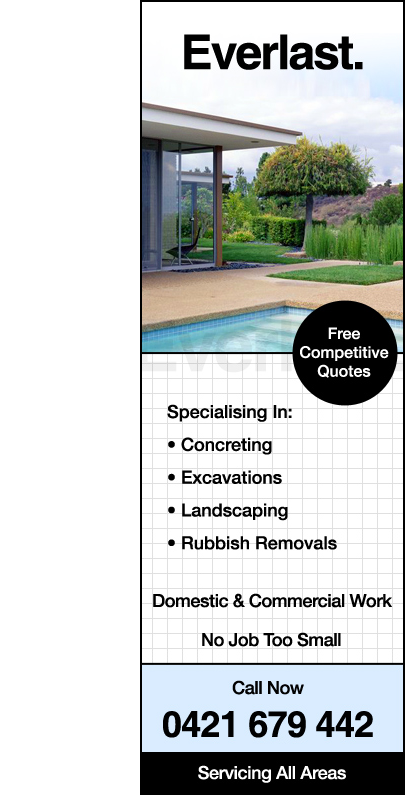 Everlast.
Free
Competitive
Quotes
Specialising In:
• Concreting
• Excavations
• Landscaping
• Rubbish Removals
Domestic & Commercial Work
No Job Too Small
Call Now
0421 679 442
Servicing All Areas